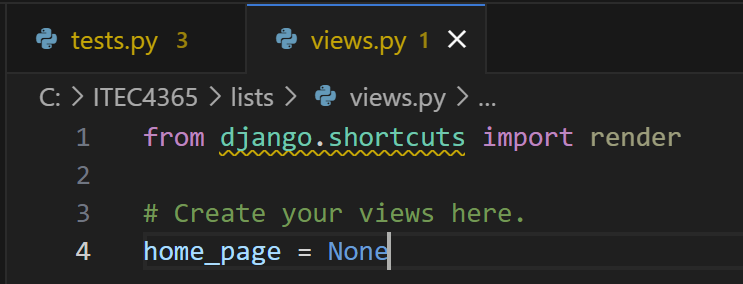 tests.py 3 views.py 1
C: > ITEC4365 > lists > views.py > ...
1 from django.shortcuts import render
2
3 # Create your views here.
4 home_page = None